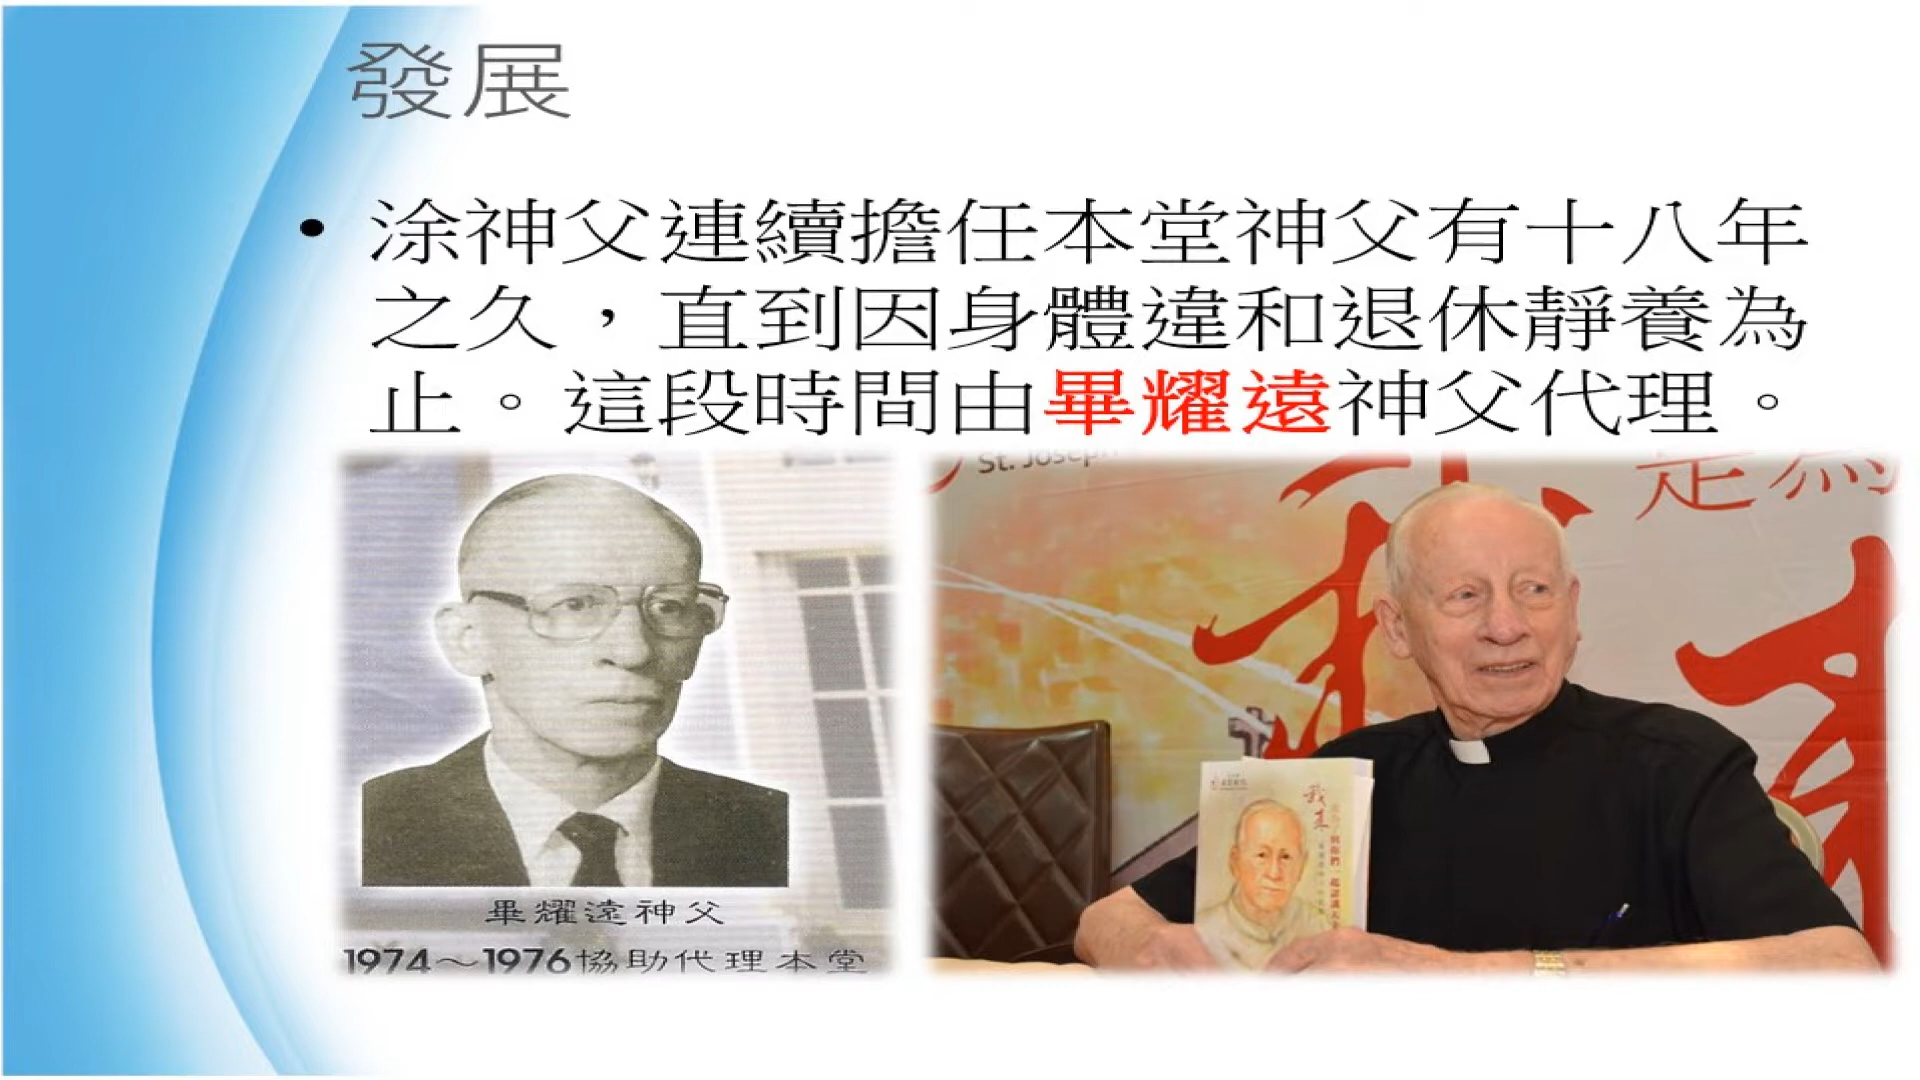 發展
• 涂神父連續擔任本堂神父有十八年
之久，直到因身體違和退休靜養為
止。這段時間由畢耀遠神父代理。
St. Joseph
是為
畢耀遠神父
1974～1976協助代理本堂